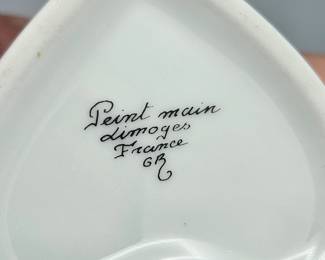 Peint main
Limoges
France
GR